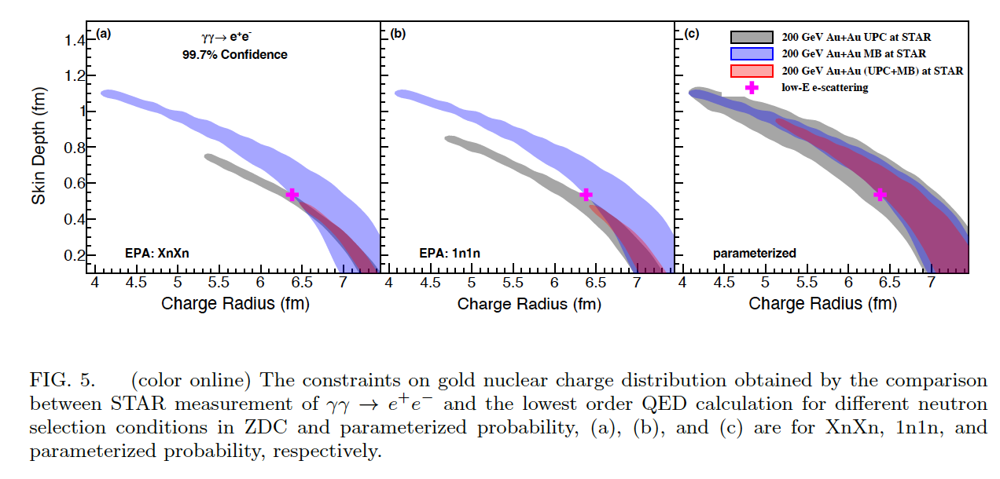 (a)
γγ→ e⁺e⁻
99.7% Confidence
EPA: XnXn
(b)
EPA: 1n1n
(c)
200 GeV Au+Au UPC at STAR
200 GeV Au+Au MB at STAR
200 GeV Au+Au (UPC+MB) at STAR
low-E e-scattering
parameterized
Skin Depth (fm)
1.4
1.2
1
0.8
0.6
0.4
0.2
4 4.5 5 5.5 6 6.5 7
4 4.5 5 5.5 6 6.5 7
4 4.5 5 5.5 6 6.5 7
Charge Radius (fm)
Charge Radius (fm)
Charge Radius (fm)
FIG. 5. (color online) The constraints on gold nuclear charge distribution obtained by the comparison
between STAR measurement of γγ → e⁺e⁻ and the lowest order QED calculation for different neutron
selection conditions in ZDC and parameterized probability, (a), (b), and (c) are for XnXn, 1n1n, and
parameterized probability, respectively.